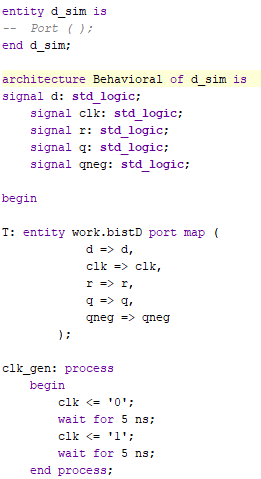 entity d_sim is
--  Port ( );
end d_sim;
architecture Behavioral of d_sim is
signal d: std_logic;
signal clk: std_logic;
signal r: std_logic;
signal q: std_logic;
signal qneg: std_logic;
begin
T: entity work.bistD port map (
d => d,
clk => clk,
r => r,
q => q,
qneg => qneg
);
clk_gen: process
begin
clk <= '0';
wait for 5 ns;
clk <= '1';
wait for 5 ns;
end process;